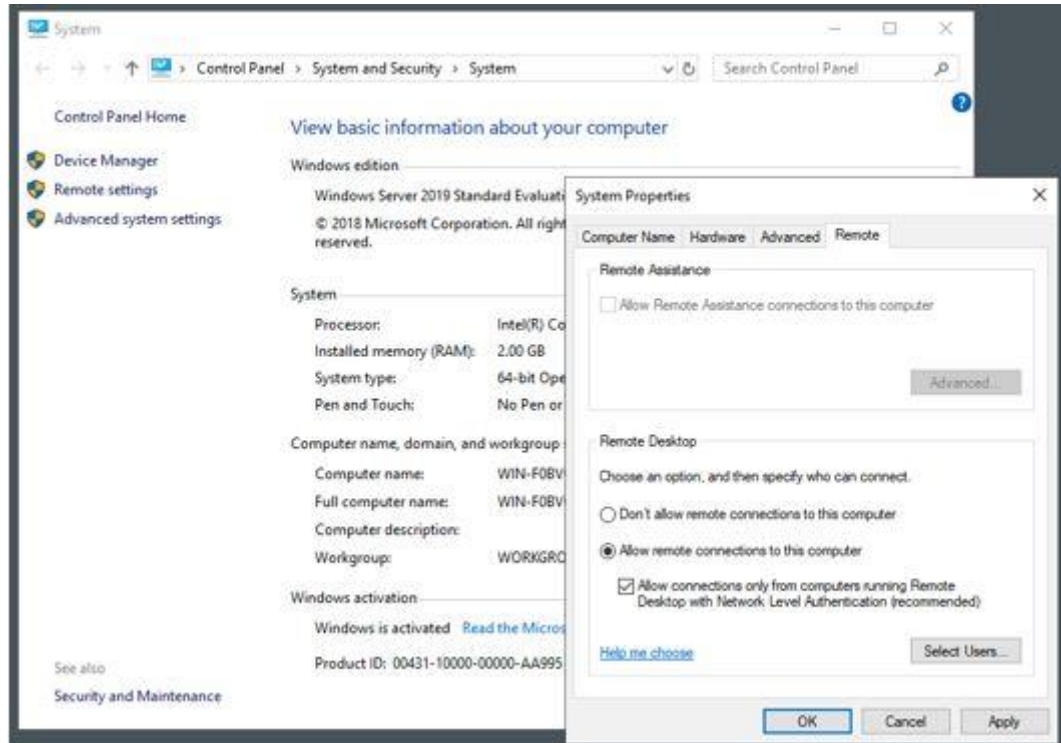 System
Control Panel > System and Security > System
Search Control Panel
Control Panel Home
Device Manager
Remote settings
Advanced system settings
See also
Security and Maintenance
View basic information about your computer
Windows edition
Windows Server 2019 Standard Evaluati
© 2018 Microsoft Corporation. All right
reserved.
System
Processor: Intel(R) Co
Installed memory (RAM): 2.00 GB
System type: 64-bit Ope
Pen and Touch: No Pen or
Computer name, domain, and workgroup
Computer name: WIN-F0BV
Full computer name: WIN-F0BV
Computer description:
Workgroup: WORKGRO
Windows activation
Windows is activated Read the Micros
Product ID: 00431-10000-00000-AA995
System Properties
Computer Name Hardware Advanced Remote
Remote Assistance
Allow Remote Assistance connections to this computer
Advanced...
Remote Desktop
Choose an option, and then specify who can connect.
Don't allow remote connections to this computer
Allow remote connections to this computer
Allow connections only from computers running Remote
Desktop with Network Level Authentication (recommended)
Help me choose
Select Users...
OK Cancel Apply